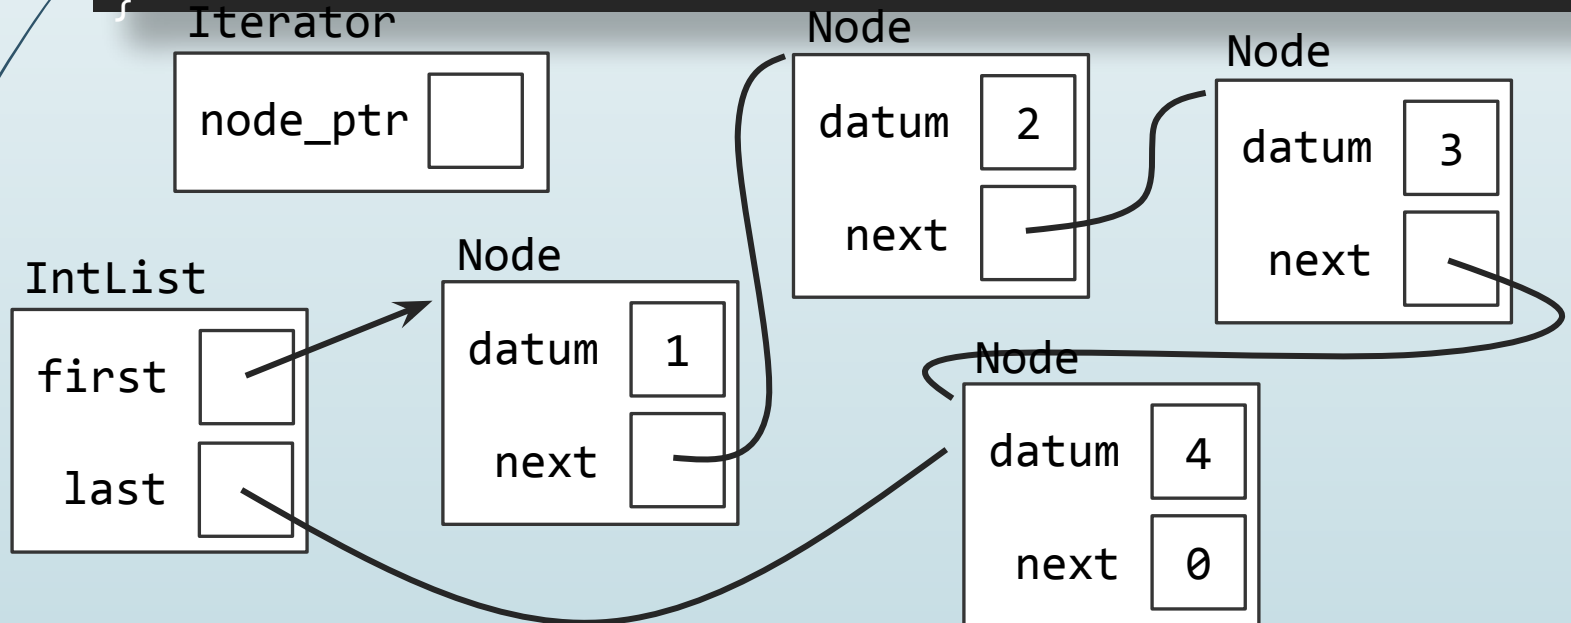 }
Iterator
node_ptr
Node
datum 2
next
Node
datum 3
next
IntList
first
last
Node
datum 1
next
Node
datum 4
next 0